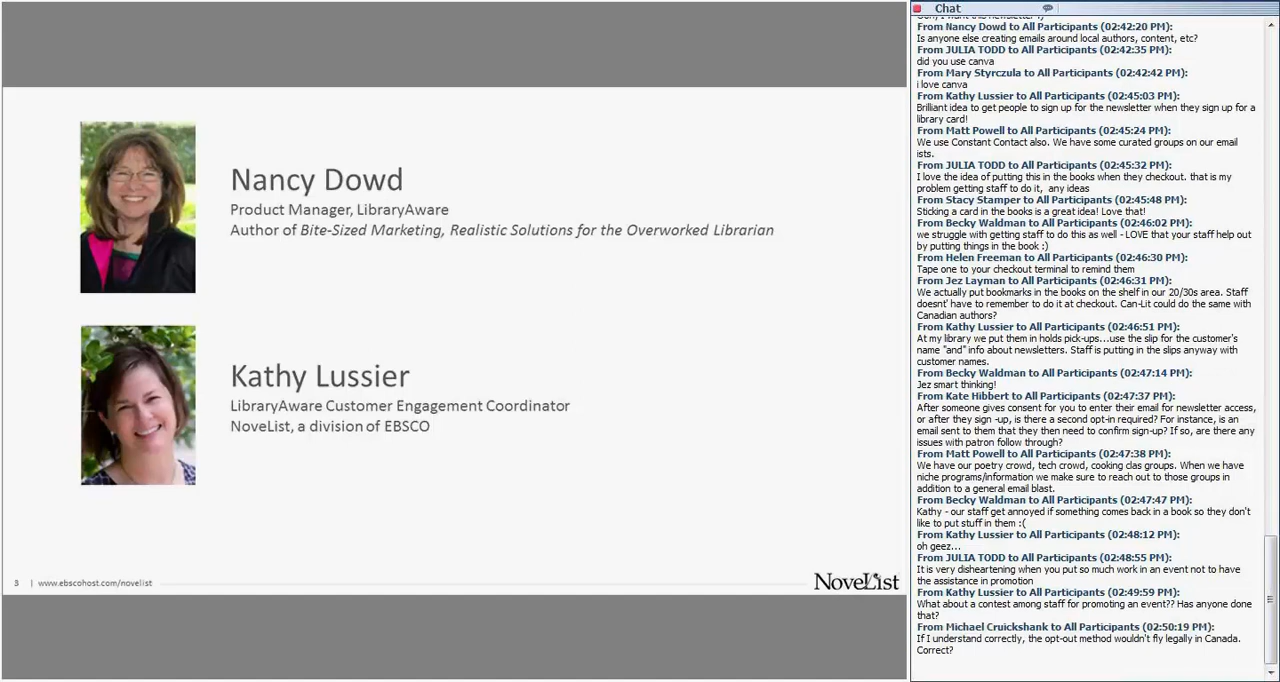 Nancy Dowd
Product Manager, LibraryAware
Author of Bite-Sized Marketing, Realistic Solutions for the Overworked Librarian
Kathy Lussier
LibraryAware Customer Engagement Coordinator
NoveList, a division of EBSCO
3 | www.ebscohost.com/novelist
NoveList
Chat
From Nancy Dowd to All Participants (02:42:20 PM):
Is anyone else creating emails around local authors, content, etc?
From JULIA TODD to All Participants (02:42:35 PM):
did you use canva
From Mary Styrczula to All Participants (02:42:42 PM):
i love canva
From Kathy Lussier to All Participants (02:45:03 PM):
Brilliant idea to get people to sign up for the newsletter when they sign up for a
library card!
From Matt Powell to All Participants (02:45:24 PM):
We use Constant Contact also. We have some curated groups on our email
ists.
From JULIA TODD to All Participants (02:45:32 PM):
I love the idea of putting this in the books when they checkout. that is my
problem getting staff to do it, any ideas
From Stacy Stamper to All Participants (02:45:48 PM):
Sticking a card in the books is a great idea! Love that!
From Becky Waldman to All Participants (02:46:02 PM):
we struggle with getting staff to do this as well - LOVE that your staff help out
by putting things in the book :)
From Helen Freeman to All Participants (02:46:30 PM):
Tape one to your checkout terminal to remind them
From Jez Layman to All Participants (02:46:31 PM):
We actually put bookmarks in the books on the shelf in our 20/30s area. Staff
doesnt' have to remember to do it at checkout. Can-Lit could do the same with
Canadian authors?
From Kathy Lussier to All Participants (02:46:51 PM):
At my library we put them in holds pick-ups...use the slip for the customer's
name "and" info about newsletters. Staff is putting in the slips anyway with
customer names.
From Becky Waldman to All Participants (02:47:14 PM):
Jez smart thinking!
From Kate Hibbert to All Participants (02:47:37 PM):
After someone gives consent for you to enter their email for newsletter access,
or after they sign -up, is there a second opt-in required? For instance, is an
email sent to them that they then need to confirm sign-up? If so, are there any
issues with patron follow through?
From Matt Powell to All Participants (02:47:38 PM):
We have our poetry crowd, tech crowd, cooking clas groups. When we have
niche programs/information we make sure to reach out to those groups in
addition to a general email blast.
From Becky Waldman to All Participants (02:47:47 PM):
Kathy - our staff get annoyed if something comes back in a book so they don't
like to put stuff in them :(
From Kathy Lussier to All Participants (02:48:12 PM):
oh geez...
From JULIA TODD to All Participants (02:48:55 PM):
It is very disheartening when you put so much work in an event not to have
the assistance in promotion
From Kathy Lussier to All Participants (02:49:59 PM):
What about a contest among staff for promoting an event?? Has anyone done
that?
From Michael Cruickshank to All Participants (02:50:19 PM):
If I understand correctly, the opt-out method wouldn't fly legally in Canada.
Correct?